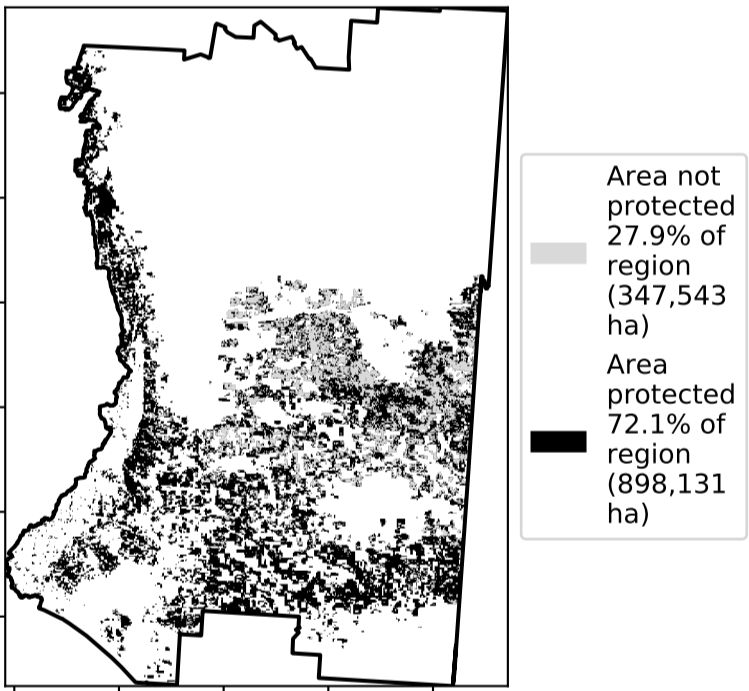 Area not
protected
27.9% of
region
(347,543
ha)
Area
protected
72.1% of
region
(898,131
ha)